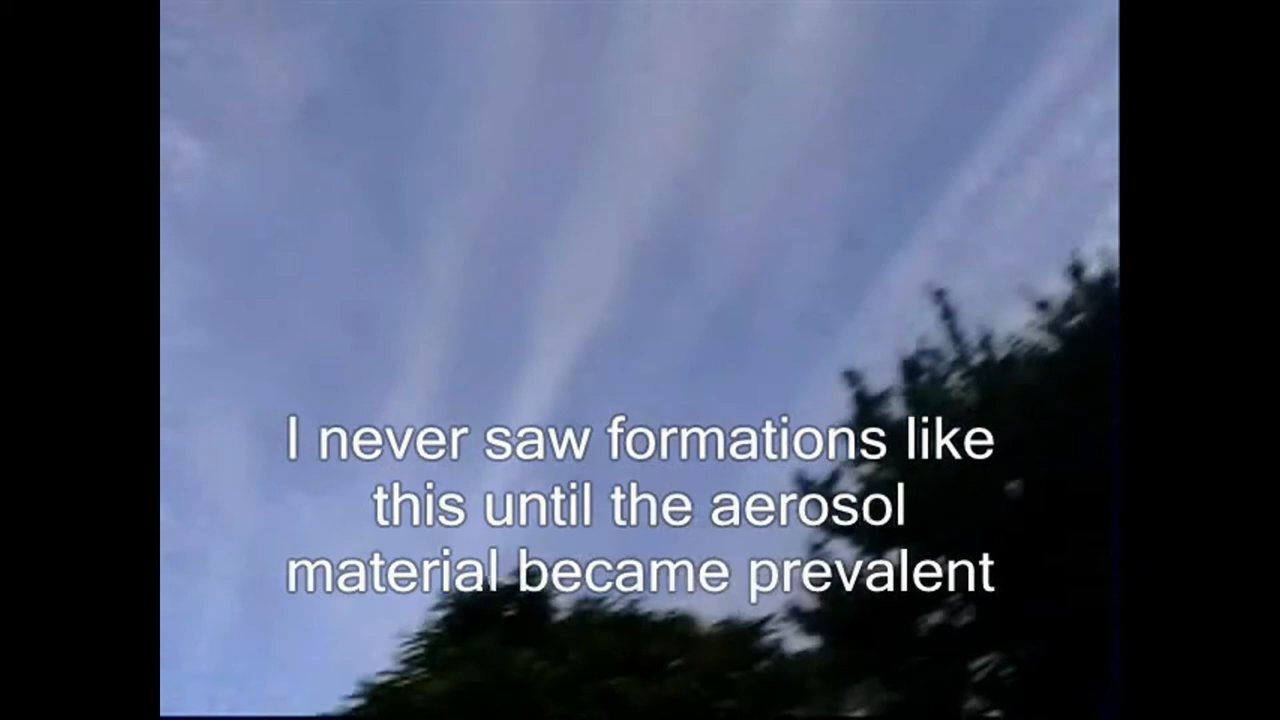 I never saw formations like
this until the aerosol
material became prevalent